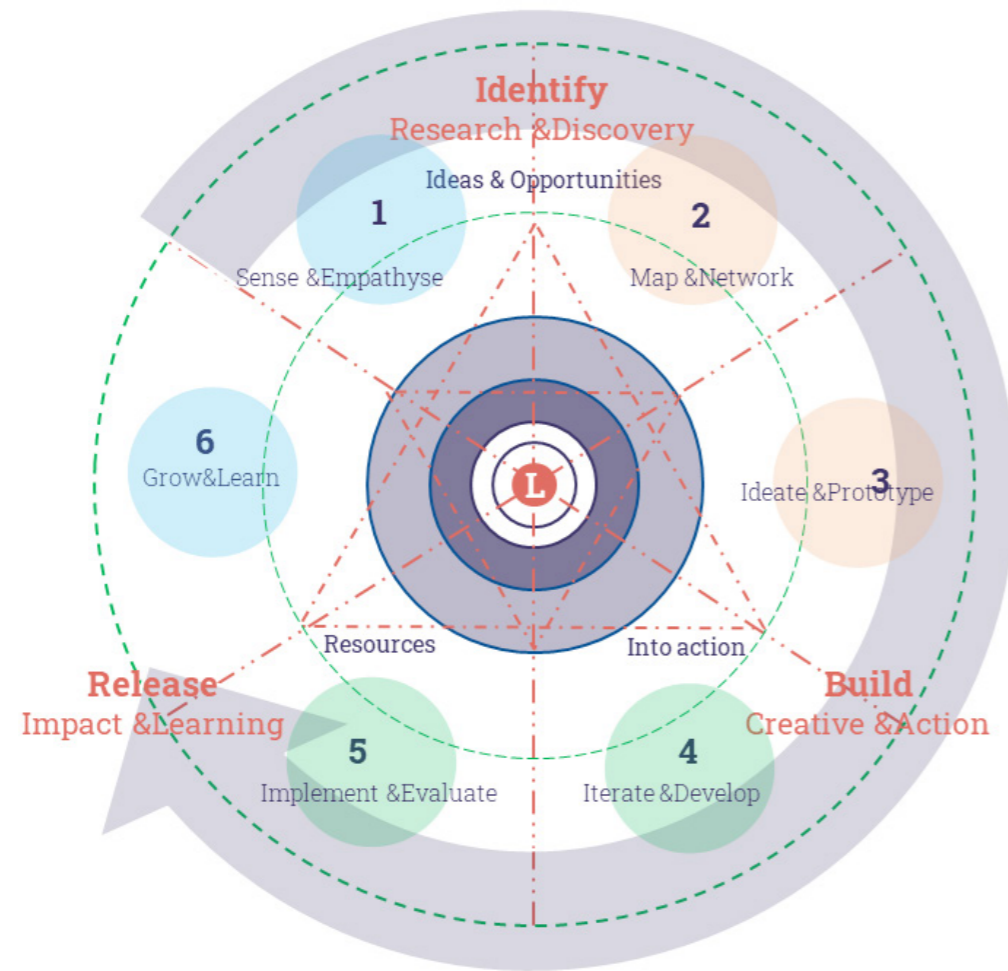 Identify
Research &Discovery
Ideas & Opportunities
1
Sense &Empathyse
2
Map &Network
6
Grow&Learn
L
3
Ideate &Prototype
Resources
Into action
Release
Impact &Learning
Build
Creative &Action
5
Implement &Evaluate
4
Iterate &Develop